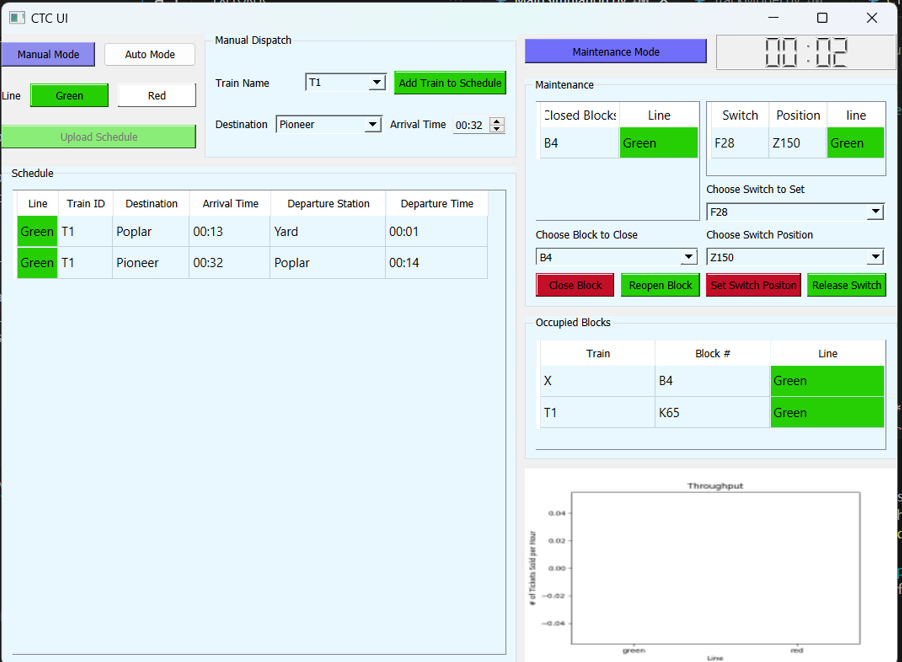 CTC UI
Manual Mode
Auto Mode
Line
Green
Red
Upload Schedule
Manual Dispatch
Train Name
T1
Add Train to Schedule
Destination
Pioneer
Arrival Time
00:32
Maintenance Mode
00:02
Schedule
Line Train ID Destination Arrival Time Departure Station Departure Time
Green T1 Poplar 00:13 Yard 00:01
Green T1 Pioneer 00:32 Poplar 00:14
Maintenance
Closed Blocks Line
B4 Green
Switch Position line
F28 Z150 Green
Choose Switch to Set
F28
Choose Block to Close
B4
Choose Switch Position
Z150
Close Block
Reopen Block
Set Switch Positon
Release Switch
Occupied Blocks
Train Block # Line
X B4 Green
T1 K65 Green
Throughput
# of Tickets Sold per Hour
0.04
0.02
0.00
−0.02
−0.04
green red
Line